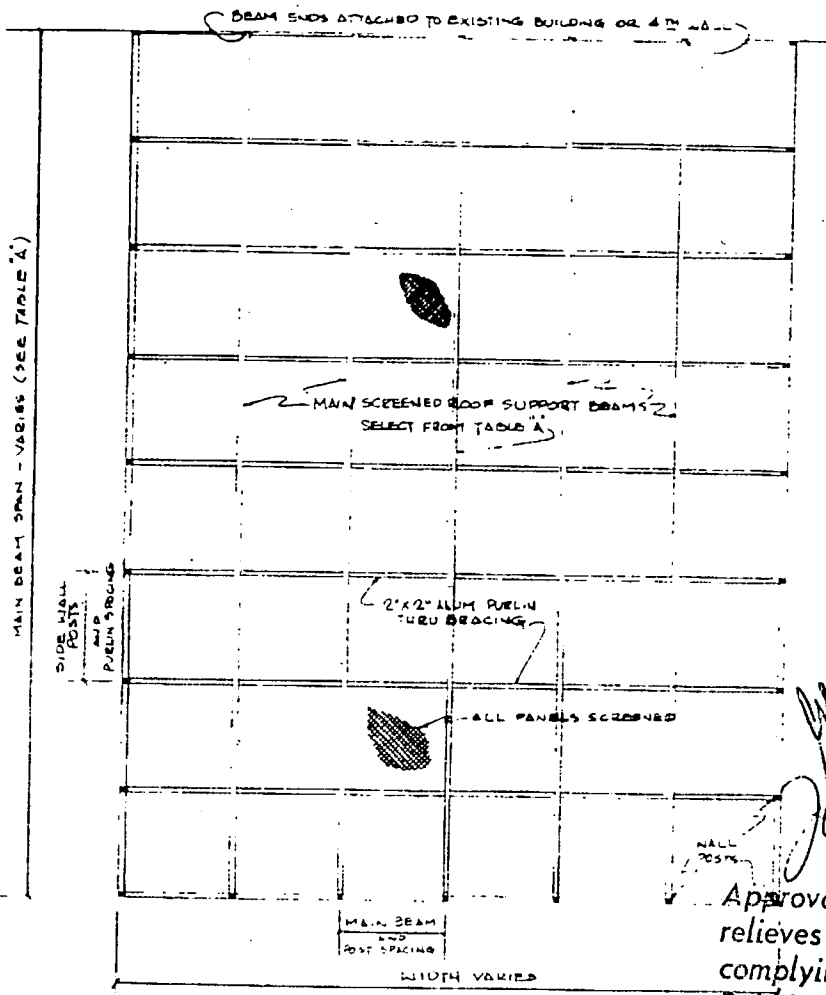 BEAM ENDS ATTACHED TO EXISTING BUILDING OR 4TH WALL
MAIN BEAM SPAN - VARIES (SEE TABLE "A")
MAIN SCREENED ROOF SUPPORT BEAMS
SELECT FROM TABLE "A"
SIDE WALL
POSTS
AND
PURLIN SPACING
2"X2" ALUM PURLIN
THRU BRACING
ALL PANELS SCREENED
WALL
POSTS
MAIN BEAM
AND
POST SPACING
WIDTH VARIES
Approva
relieves
complyin